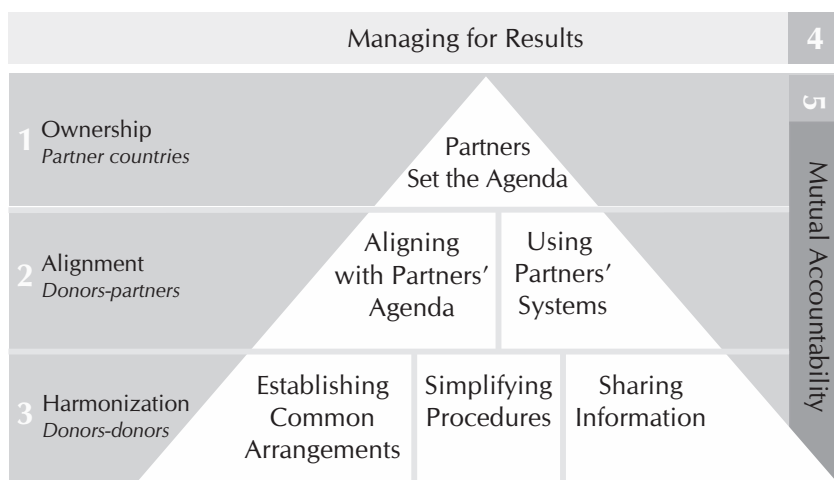 Managing for Results
4
5
Mutual Accountability
1
Ownership
Partner countries
Partners
Set the Agenda
2
Alignment
Donors-partners
Aligning
with Partners’
Agenda
Using
Partners’
Systems
3
Harmonization
Donors-donors
Establishing
Common
Arrangements
Simplifying
Procedures
Sharing
Information